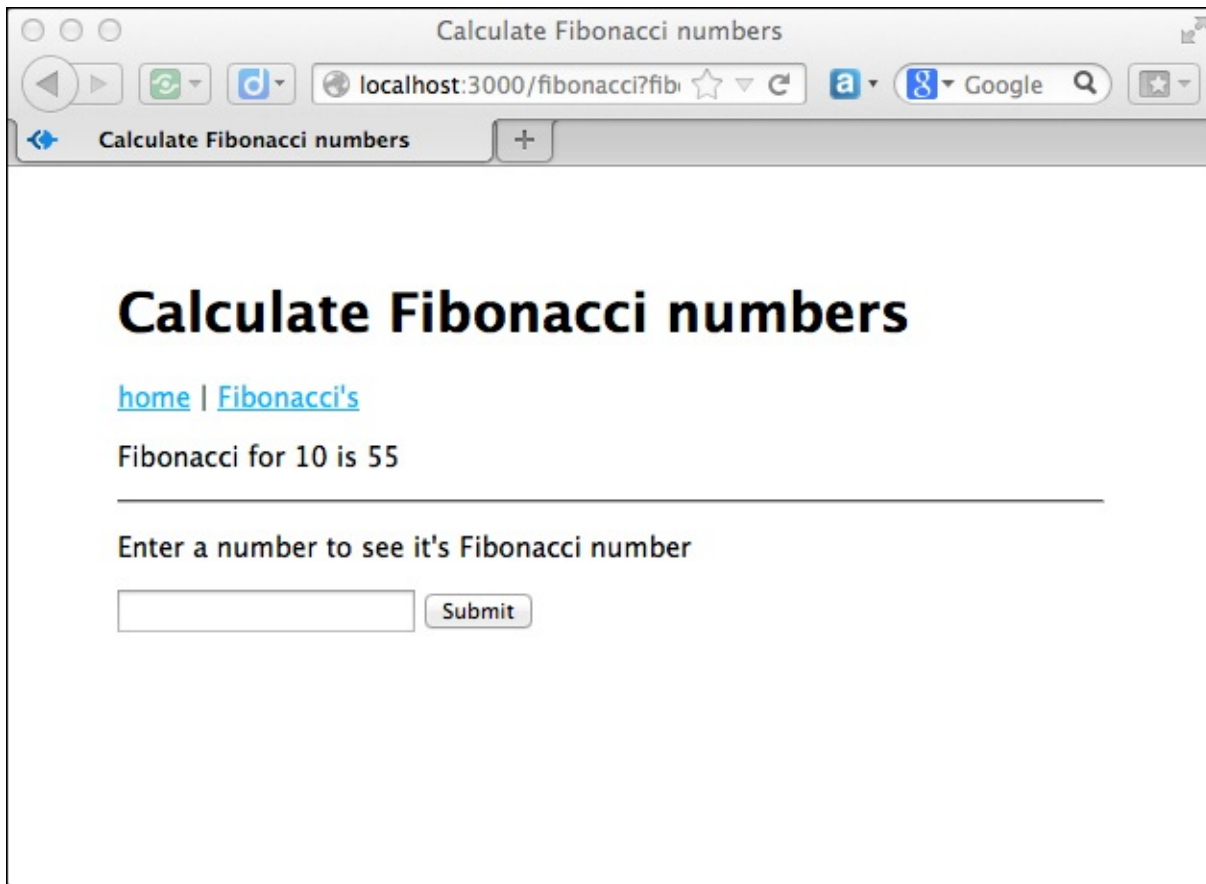 Calculate Fibonacci numbers
localhost:3000/fibonacci?fib
a
8 Google
Calculate Fibonacci numbers
Calculate Fibonacci numbers
home | Fibonacci's
Fibonacci for 10 is 55
Enter a number to see it's Fibonacci number
Submit